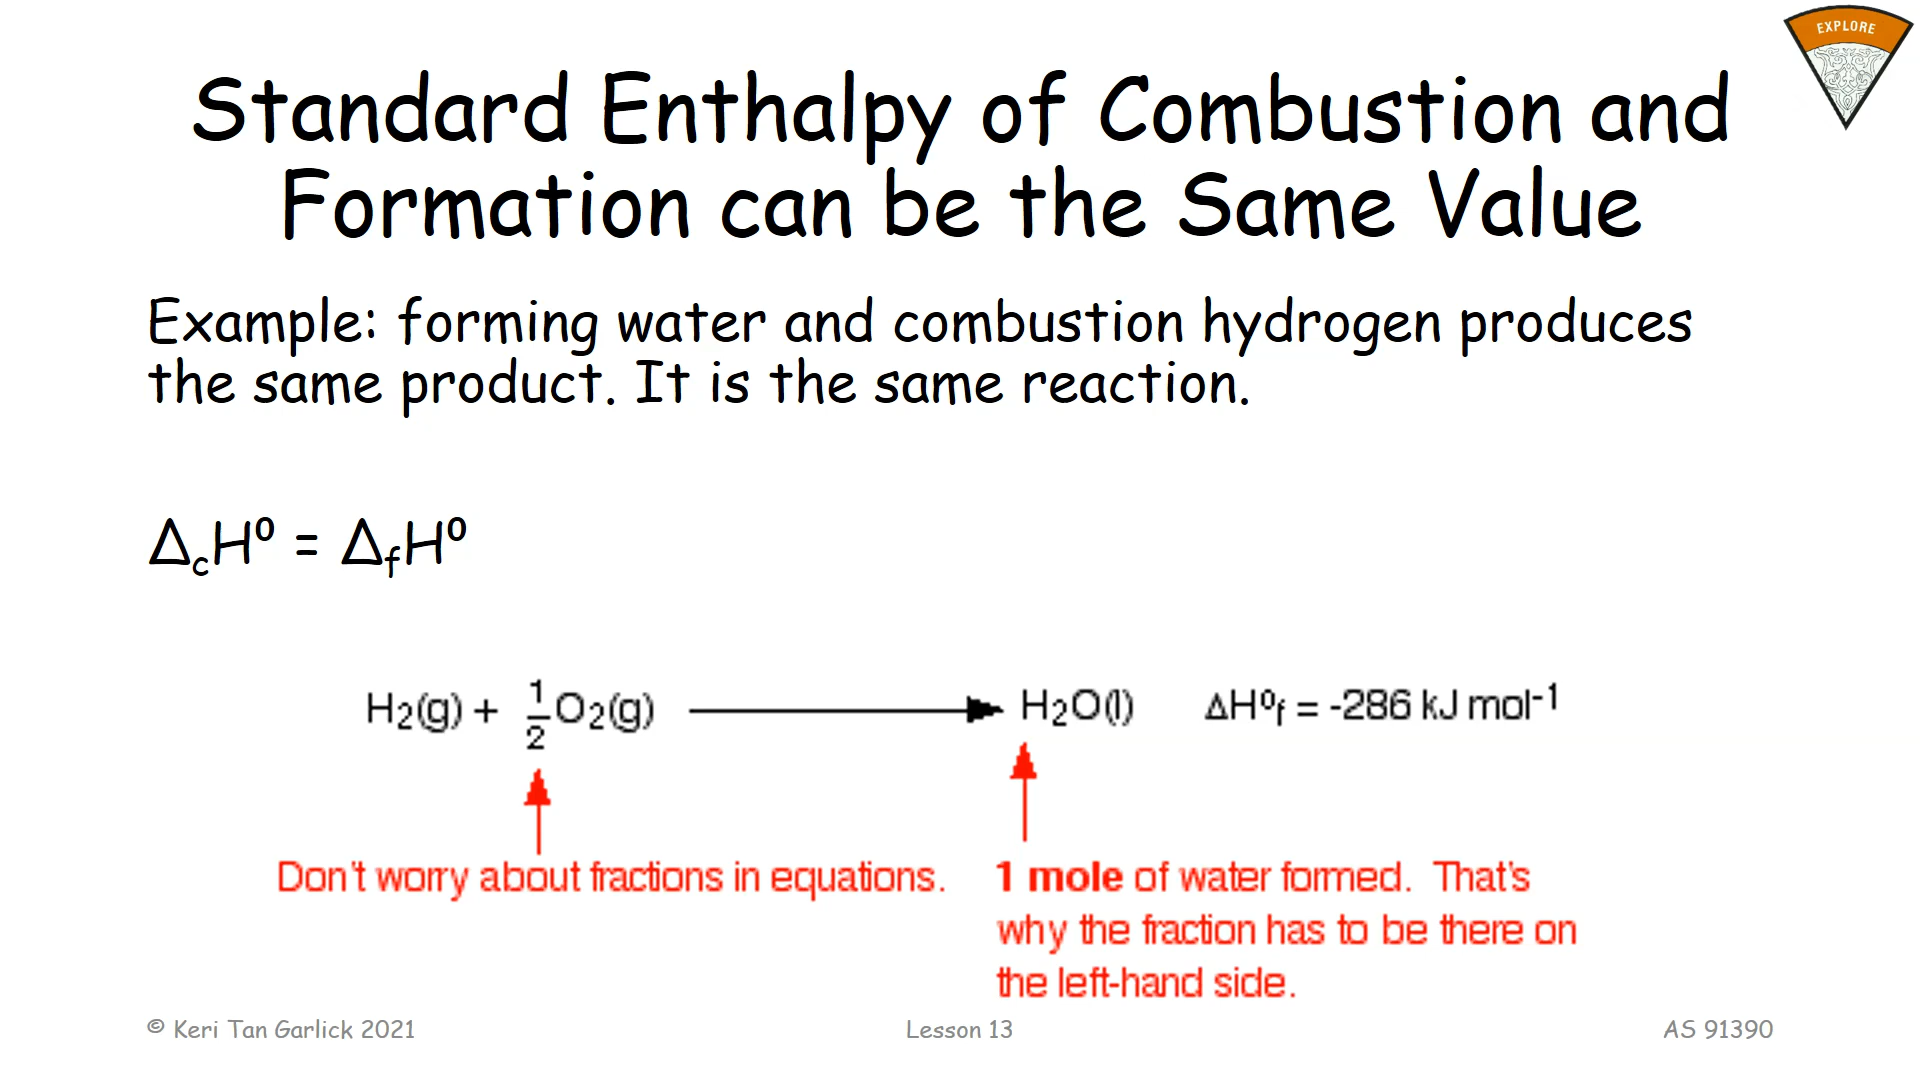 EXPLORE
Standard Enthalpy of Combustion and
Formation can be the Same Value
Example: forming water and combustion hydrogen produces
the same product. It is the same reaction.
ΔcH⁰ = ΔfH⁰
H₂(g) + ½O₂(g) → H₂O(l) ΔH⁰f = -286 kJ mol⁻¹
Don't worry about fractions in equations.
1 mole of water formed. That's
why the fraction has to be there on
the left-hand side.
© Keri Tan Garlick 2021
Lesson 13
AS 91390